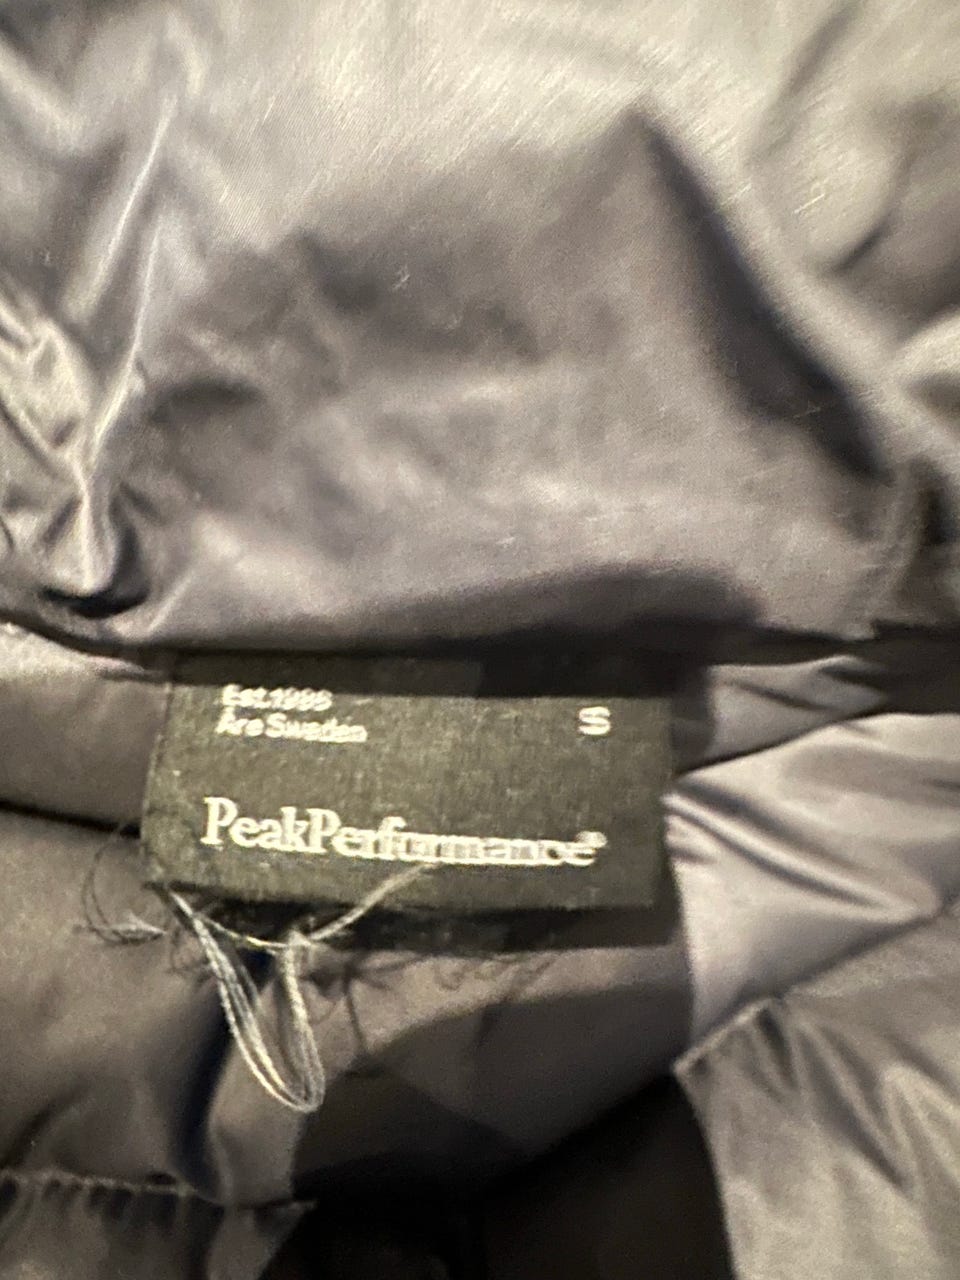 Est.1986
Åre Sweden
S
PeakPerformance®